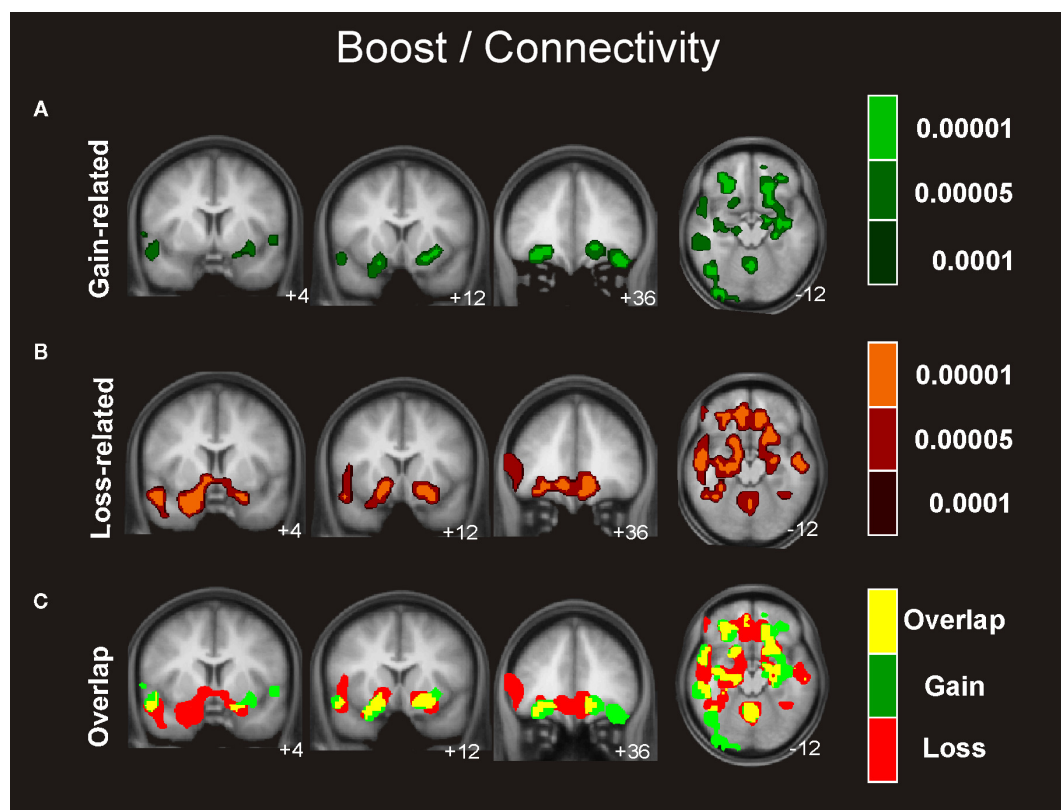 Boost / Connectivity
A
Gain-related
+4
+12
+36
-12
0.00001
0.00005
0.0001
B
Loss-related
+4
+12
+36
-12
0.00001
0.00005
0.0001
C
Overlap
+4
+12
+36
-12
Overlap
Gain
Loss